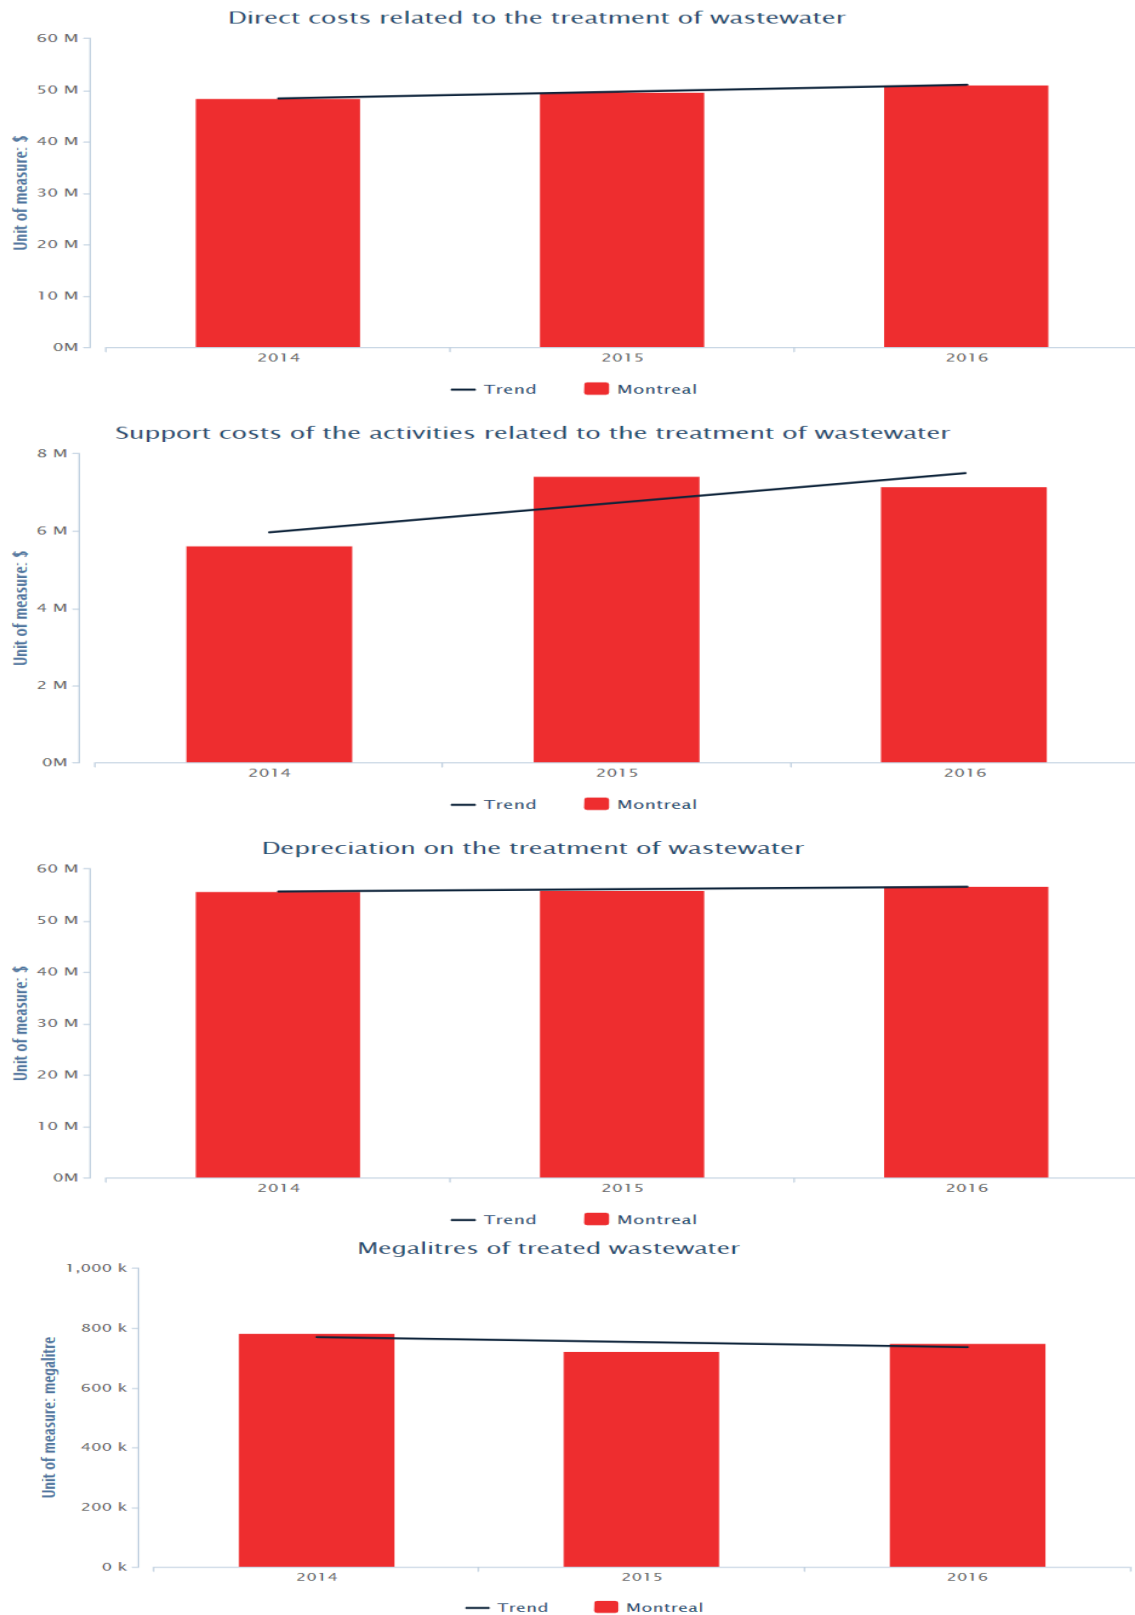 Direct costs related to the treatment of wastewater
60 M
50 M
40 M
30 M
20 M
10 M
0M
Unit of measure: $
2014 2015 2016
Trend Montreal
Support costs of the activities related to the treatment of wastewater
8 M
6 M
4 M
2 M
0M
Unit of measure: $
2014 2015 2016
Trend Montreal
Depreciation on the treatment of wastewater
60 M
50 M
40 M
30 M
20 M
10 M
0M
Unit of measure: $
2014 2015 2016
Trend Montreal
Megalitres of treated wastewater
1,000 k
800 k
600 k
400 k
200 k
0 k
Unit of measure: megalitre
2014 2015 2016
Trend Montreal